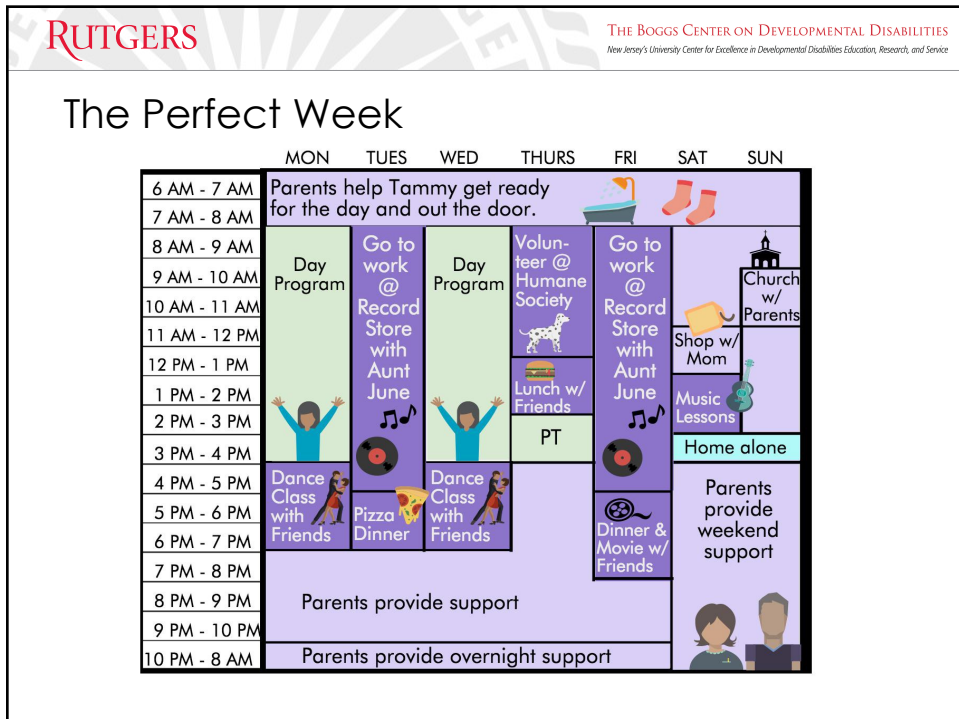 RUTGERS
THE BOGGS CENTER ON DEVELOPMENTAL DISABILITIES
New Jersey's University Center for Excellence in Developmental Disabilities Education, Research, and Service
The Perfect Week
MON TUES WED THURS FRI SAT SUN
6 AM - 7 AM
7 AM - 8 AM
8 AM - 9 AM
9 AM - 10 AM
10 AM - 11 AM
11 AM - 12 PM
12 PM - 1 PM
1 PM - 2 PM
2 PM - 3 PM
3 PM - 4 PM
4 PM - 5 PM
5 PM - 6 PM
6 PM - 7 PM
7 PM - 8 PM
8 PM - 9 PM
9 PM - 10 PM
10 PM - 8 AM
Parents help Tammy get ready
for the day and out the door.
Day
Program
Dance
Class
with
Friends
Go to
work
@
Record
Store
with
Aunt
June
Pizza
Dinner
Day
Program
Dance
Class
with
Friends
Volun-
teer @
Humane
Society
Lunch w/
Friends
PT
Go to
work
@
Record
Store
with
Aunt
June
Dinner &
Movie w/
Friends
Shop w/
Mom
Music
Lessons
Church
w/
Parents
Home alone
Parents
provide
weekend
support
Parents provide support
Parents provide overnight support